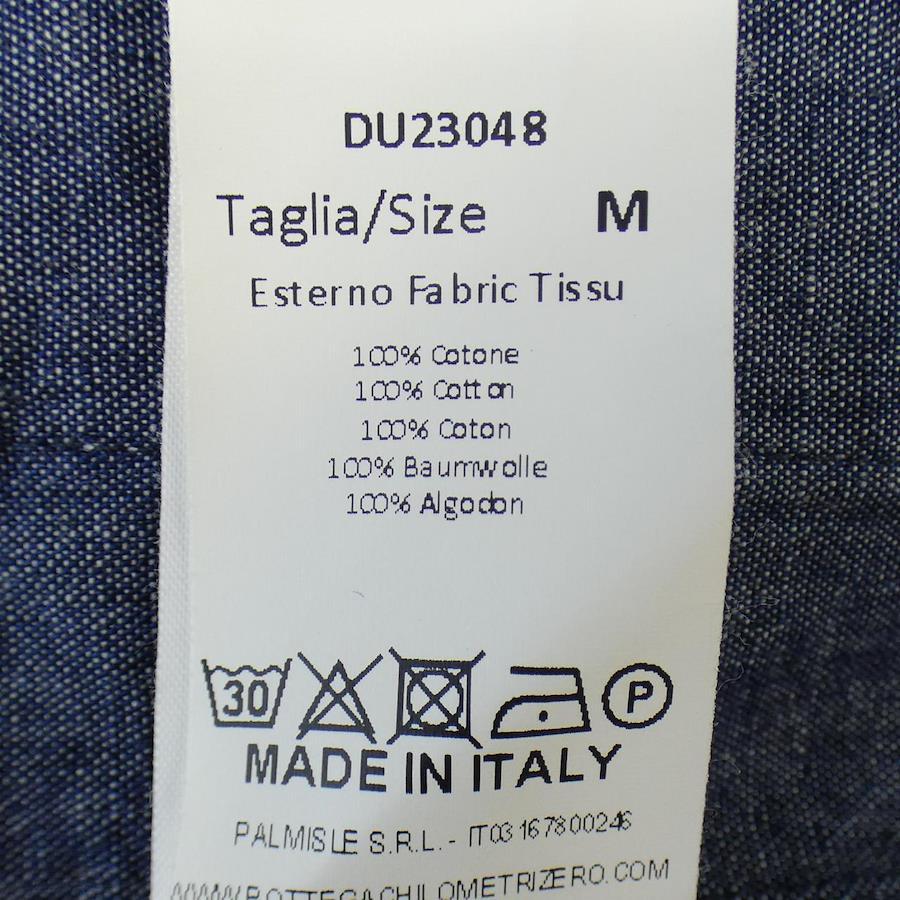 DU23048
Taglia/Size M
Esterno Fabric Tissu
100% Cotone
100% Cotton
100% Coton
100% Baumwolle
100% Algodon
30 P
MADE IN ITALY
PALMISLE S.R.L. - IT03167800246
WWW.BOTTEGACHILOMETRIZERO.COM